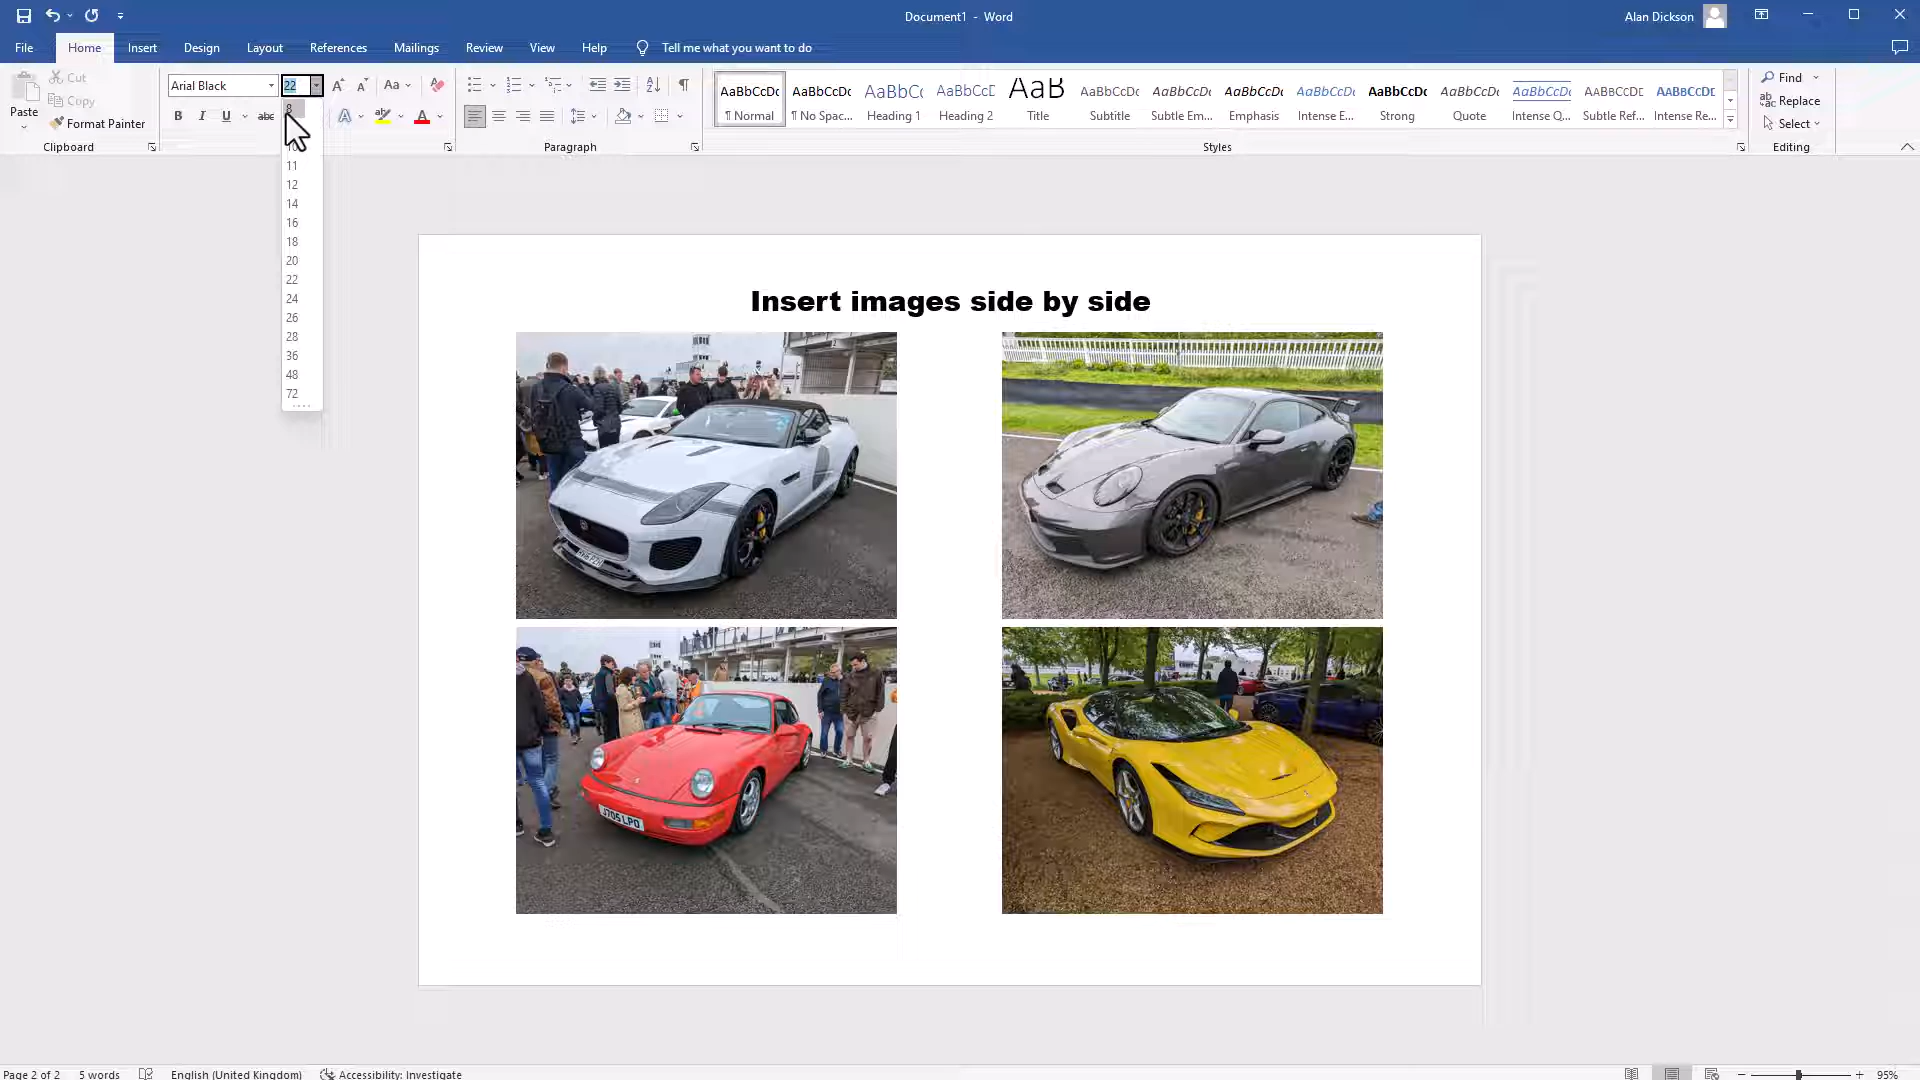 Document1 - Word
Alan Dickson
File Home Insert Design Layout References Mailings Review View Help Tell me what you want to do
Paste
Cut
Copy
Format Painter
Clipboard
Arial Black 22
Aa
B I U abc A A
Paragraph
8
11
12
14
16
18
20
22
24
26
28
36
48
72
AaBbCcDc AaBbCcDc AaBbCc AaBbCcD AaB AaBbCcDc AaBbCcDc AaBbCcDc AaBbCcDc AaBbCcDc AaBbCcDc AaBbCcDc AaBbCcDd AaBbCcDd
¶ Normal ¶ No Spac... Heading 1 Heading 2 Title Subtitle Subtle Em... Emphasis Intense E... Strong Quote Intense Q... Subtle Ref... Intense Re...
Styles
Find
Replace
Select
Editing
Insert images side by side
J705 LPO
Page 2 of 2 5 words English (United Kingdom) Accessibility: Investigate 95%